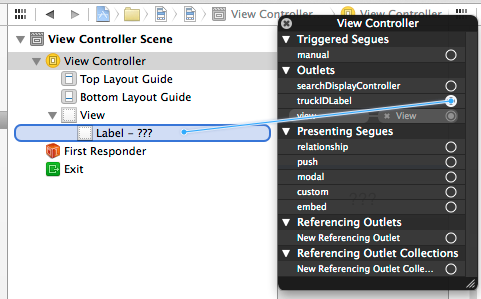 View Controller...
View Controller
View Controller Scene
View Controller
Top Layout Guide
Bottom Layout Guide
View
Label – ???
First Responder
Exit
View Controller
Triggered Segues
manual
Outlets
searchDisplayController
truckIDLabel
view
View
Presenting Segues
relationship
push
modal
custom
embed
Referencing Outlets
New Referencing Outlet
Referencing Outlet Collections
New Referencing Outlet Colle...
???